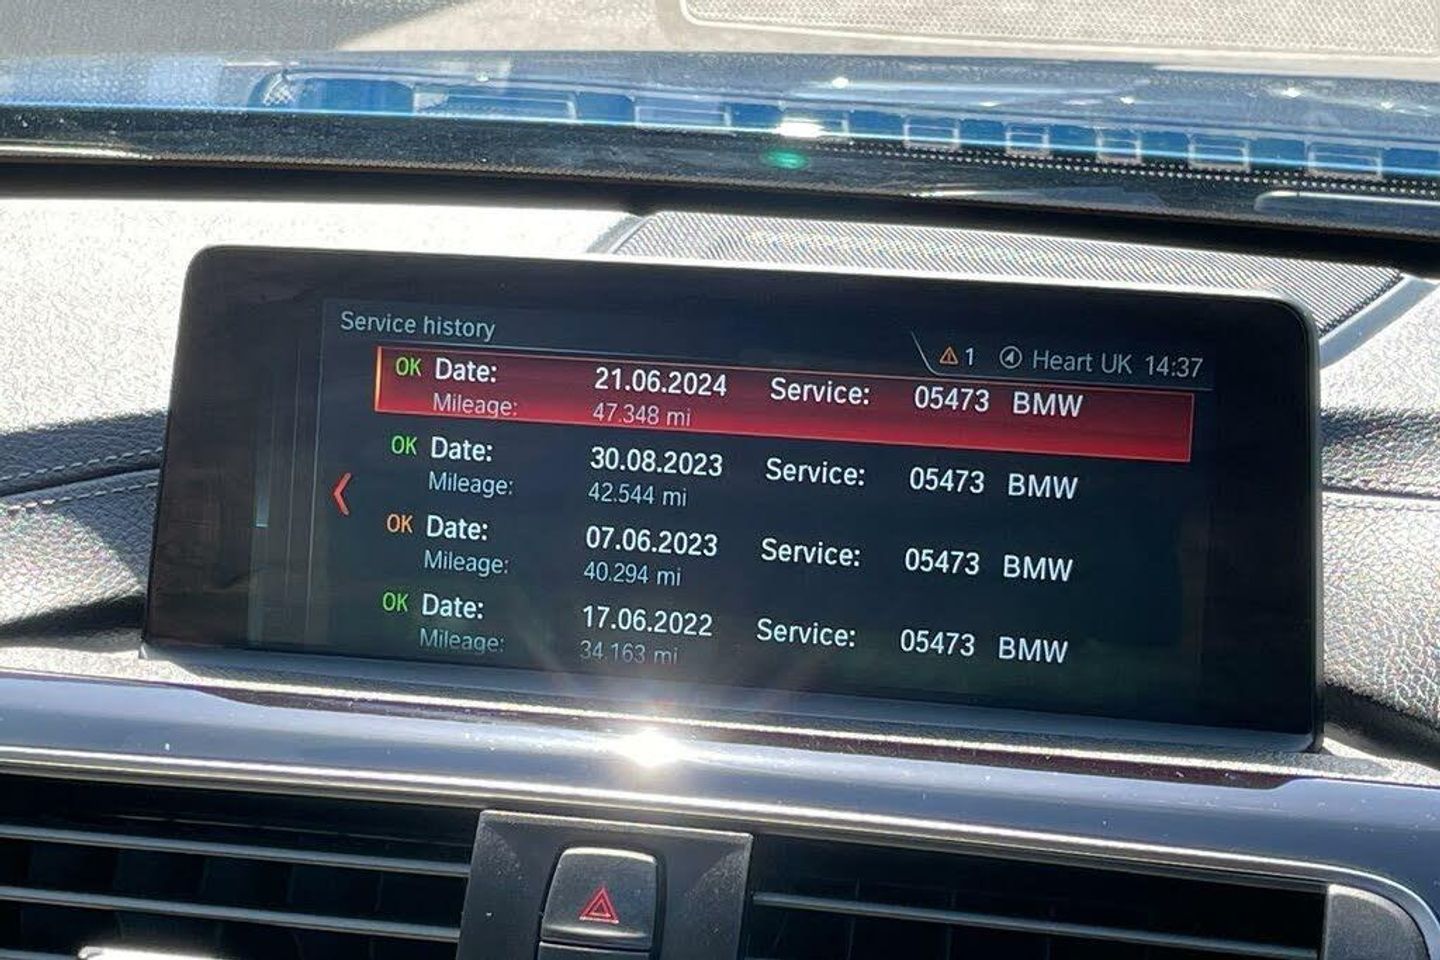 Service history
1 Heart UK 14:37
OK Date: 21.06.2024 Service: 05473 BMW
Mileage: 47.348 mi
OK Date: 30.08.2023 Service: 05473 BMW
Mileage: 42.544 mi
OK Date: 07.06.2023 Service: 05473 BMW
Mileage: 40.294 mi
OK Date: 17.06.2022 Service: 05473 BMW
Mileage: 34.163 mi